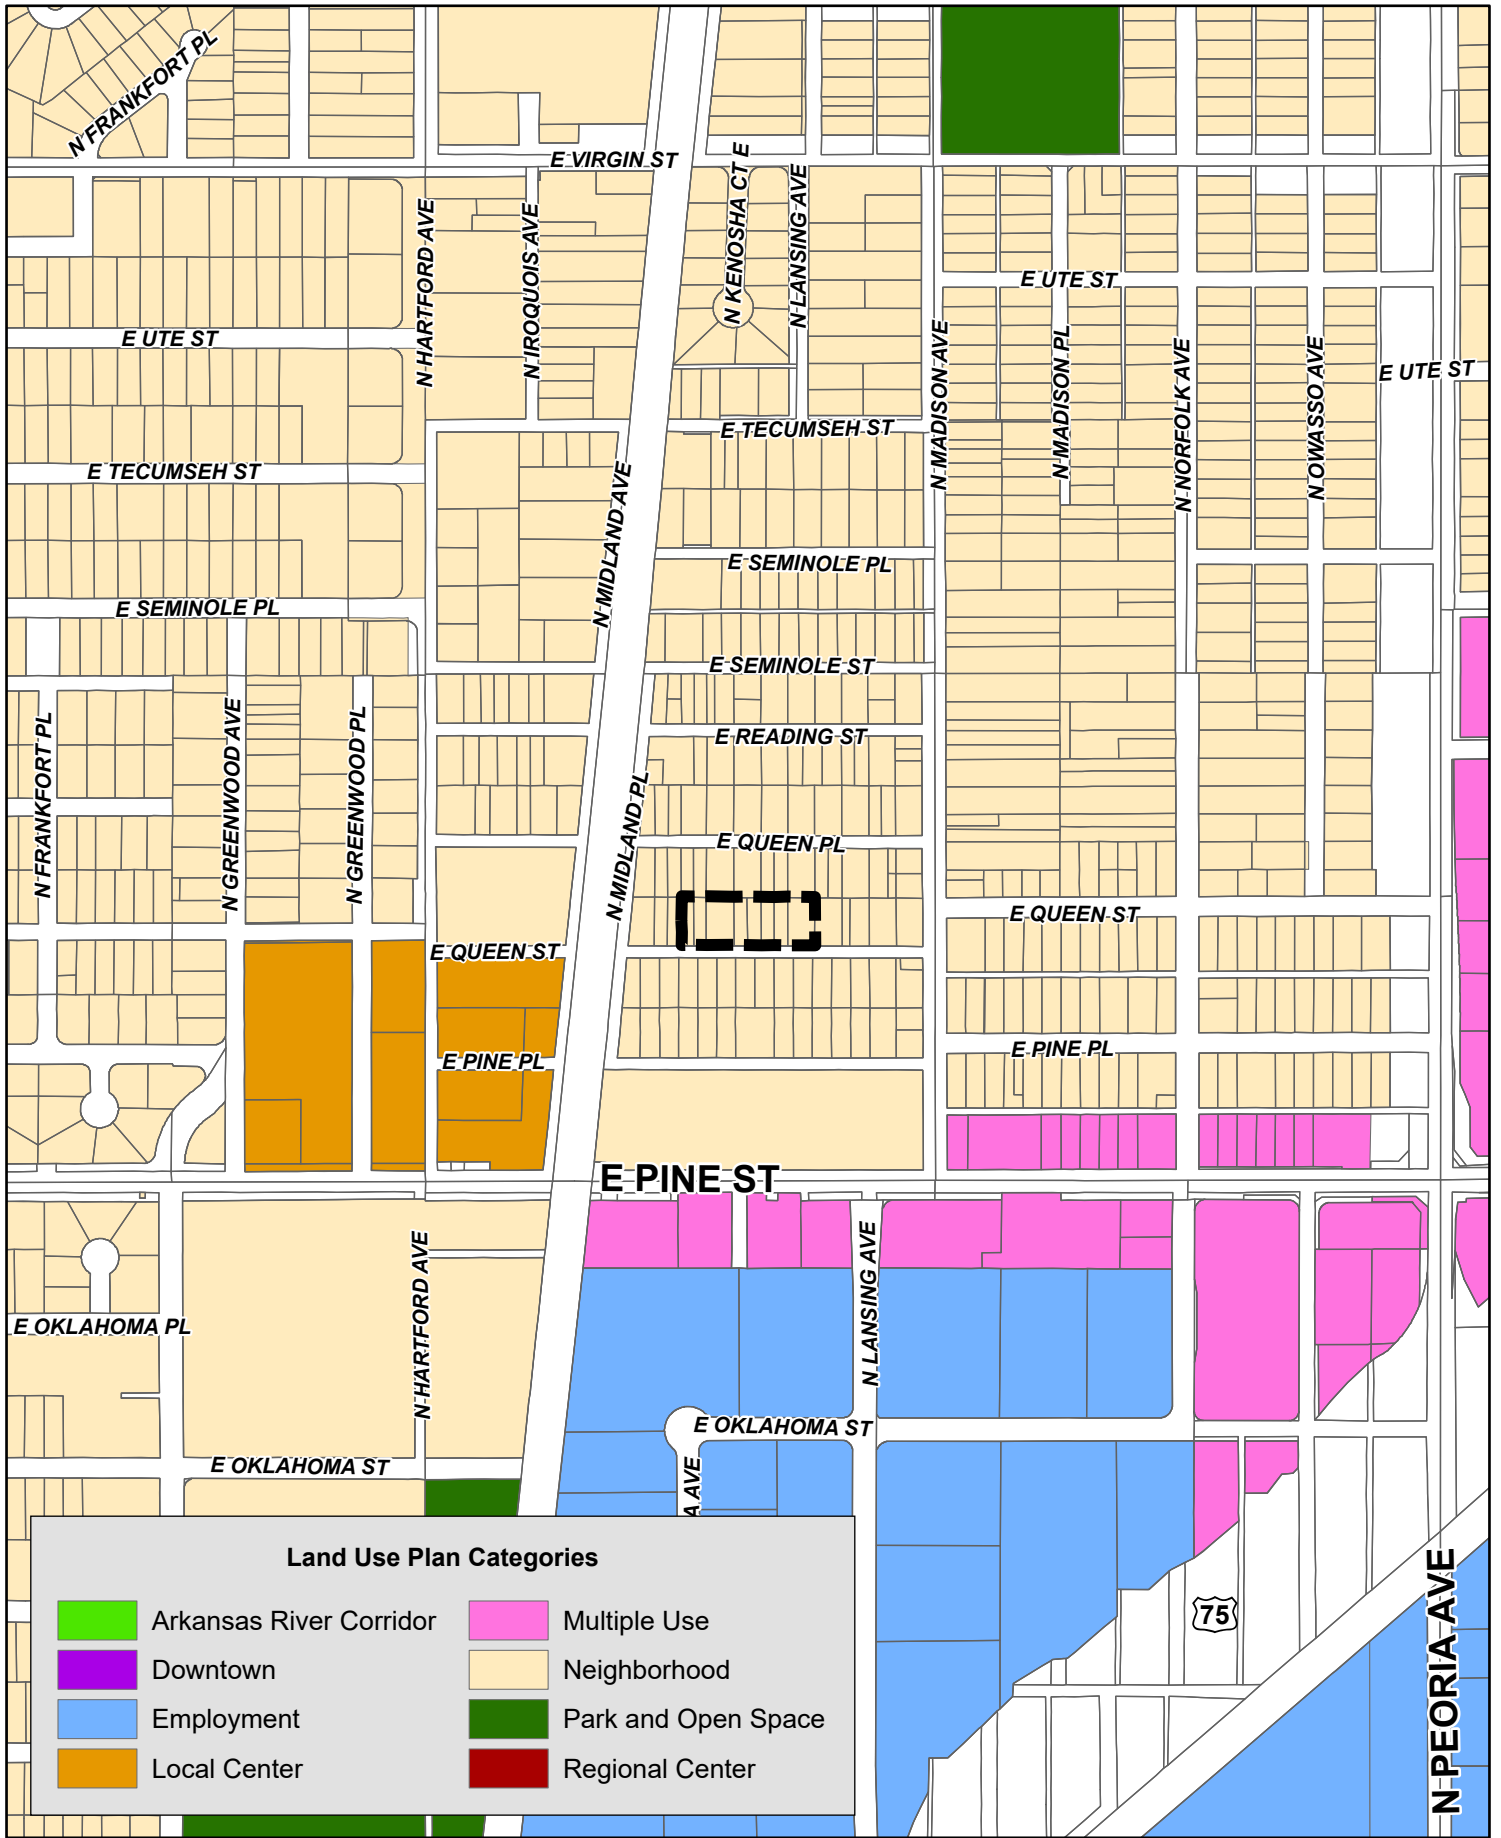 N FRANKFORT PL
E VIRGIN ST
N KENOSHA CT E
N LANSING AVE
N HARTFORD AVE
N IROQUOIS AVE
E UTE ST
E UTE ST
E UTE ST
N MADISON AVE
N MADISON PL
N NORFOLK AVE
N OWASSO AVE
E TECUMSEH ST
E TECUMSEH ST
N MIDLAND AVE
E SEMINOLE PL
E SEMINOLE PL
E SEMINOLE ST
N FRANKFORT PL
N GREENWOOD AVE
N GREENWOOD PL
E READING ST
N MIDLAND PL
E QUEEN PL
E QUEEN ST
E QUEEN ST
E PINE PL
E PINE PL
E PINE ST
N HARTFORD AVE
N LANSING AVE
E OKLAHOMA PL
E OKLAHOMA ST
E OKLAHOMA ST
A AVE
75
N PEORIA AVE
Land Use Plan Categories
Arkansas River Corridor
Downtown
Employment
Local Center
Multiple Use
Neighborhood
Park and Open Space
Regional Center